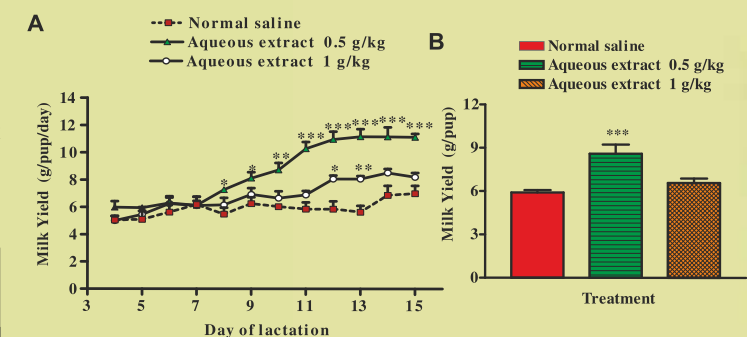 A
Normal saline
Aqueous extract 0.5 g/kg
Aqueous extract 1 g/kg
Milk Yield (g/pup/day)
14
12
10
8
6
4
2
0
* * ** *** *** *** *** ***
* **
3 5 7 9 11 13 15
Day of lactation
B
Normal saline
Aqueous extract 0.5 g/kg
Aqueous extract 1 g/kg
Milk Yield (g/pup)
12
9
6
3
0
***
Treatment